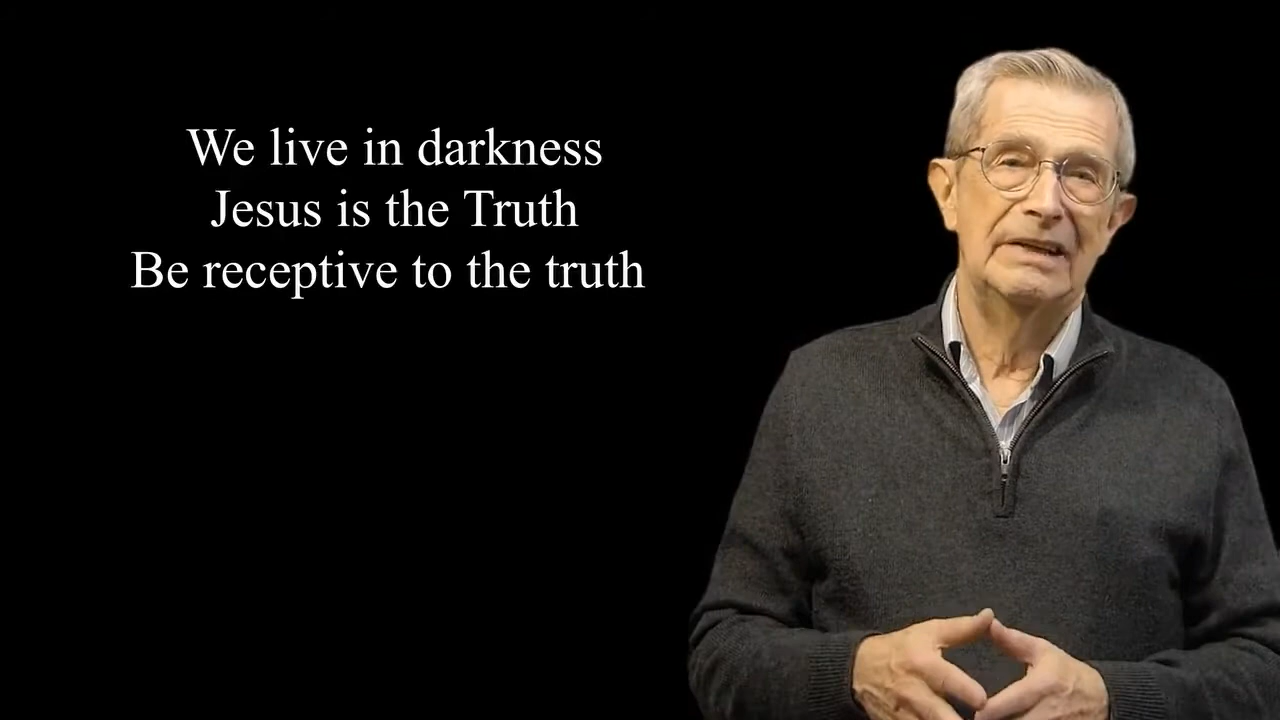 We live in darkness
Jesus is the Truth
Be receptive to the truth